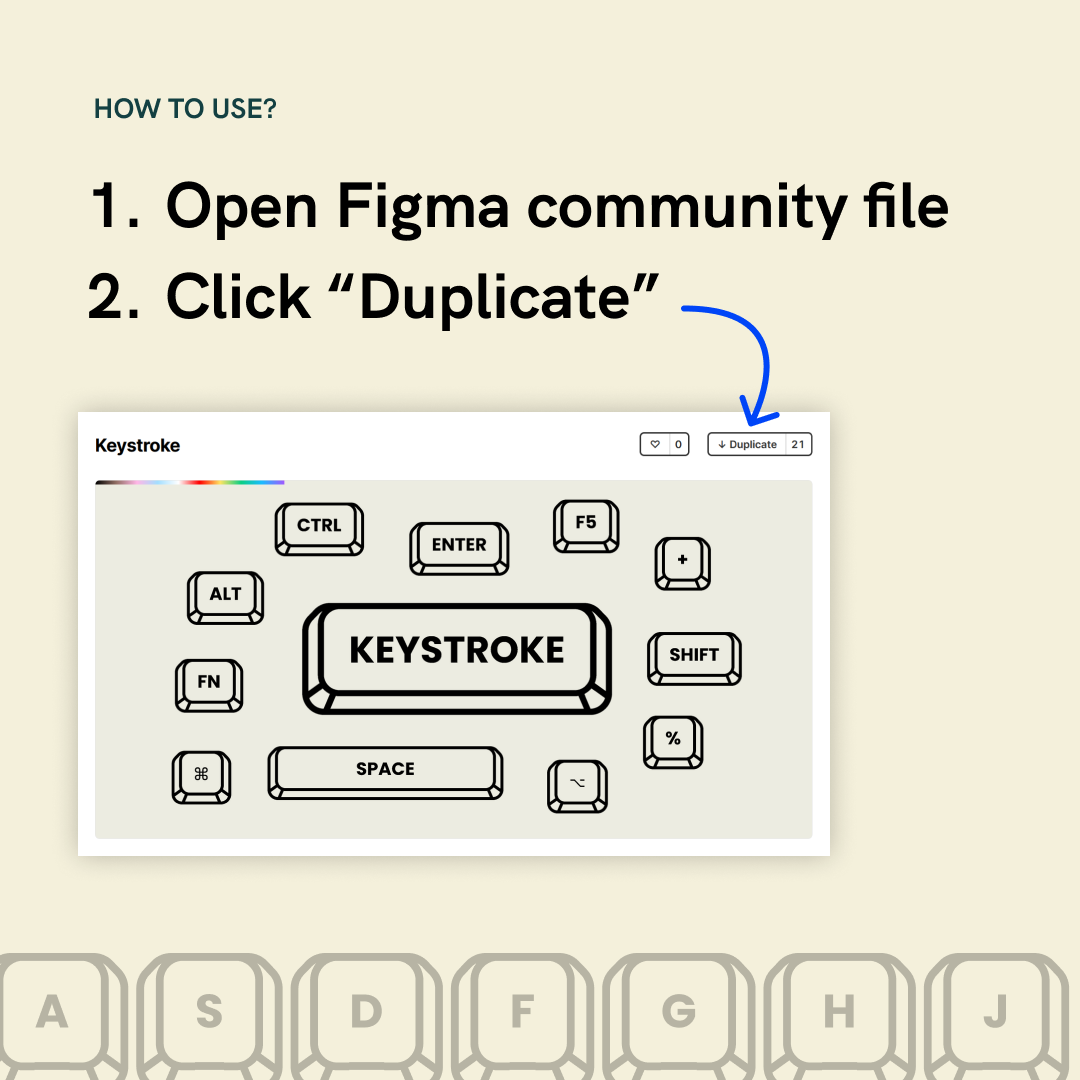 HOW TO USE?
1. Open Figma community file
2. Click “Duplicate”
Keystroke
♡ 0
↓ Duplicate 21
CTRL
ENTER
F5
+
ALT
KEYSTROKE
SHIFT
FN
%
⌘
SPACE
⌥
A S D F G H J